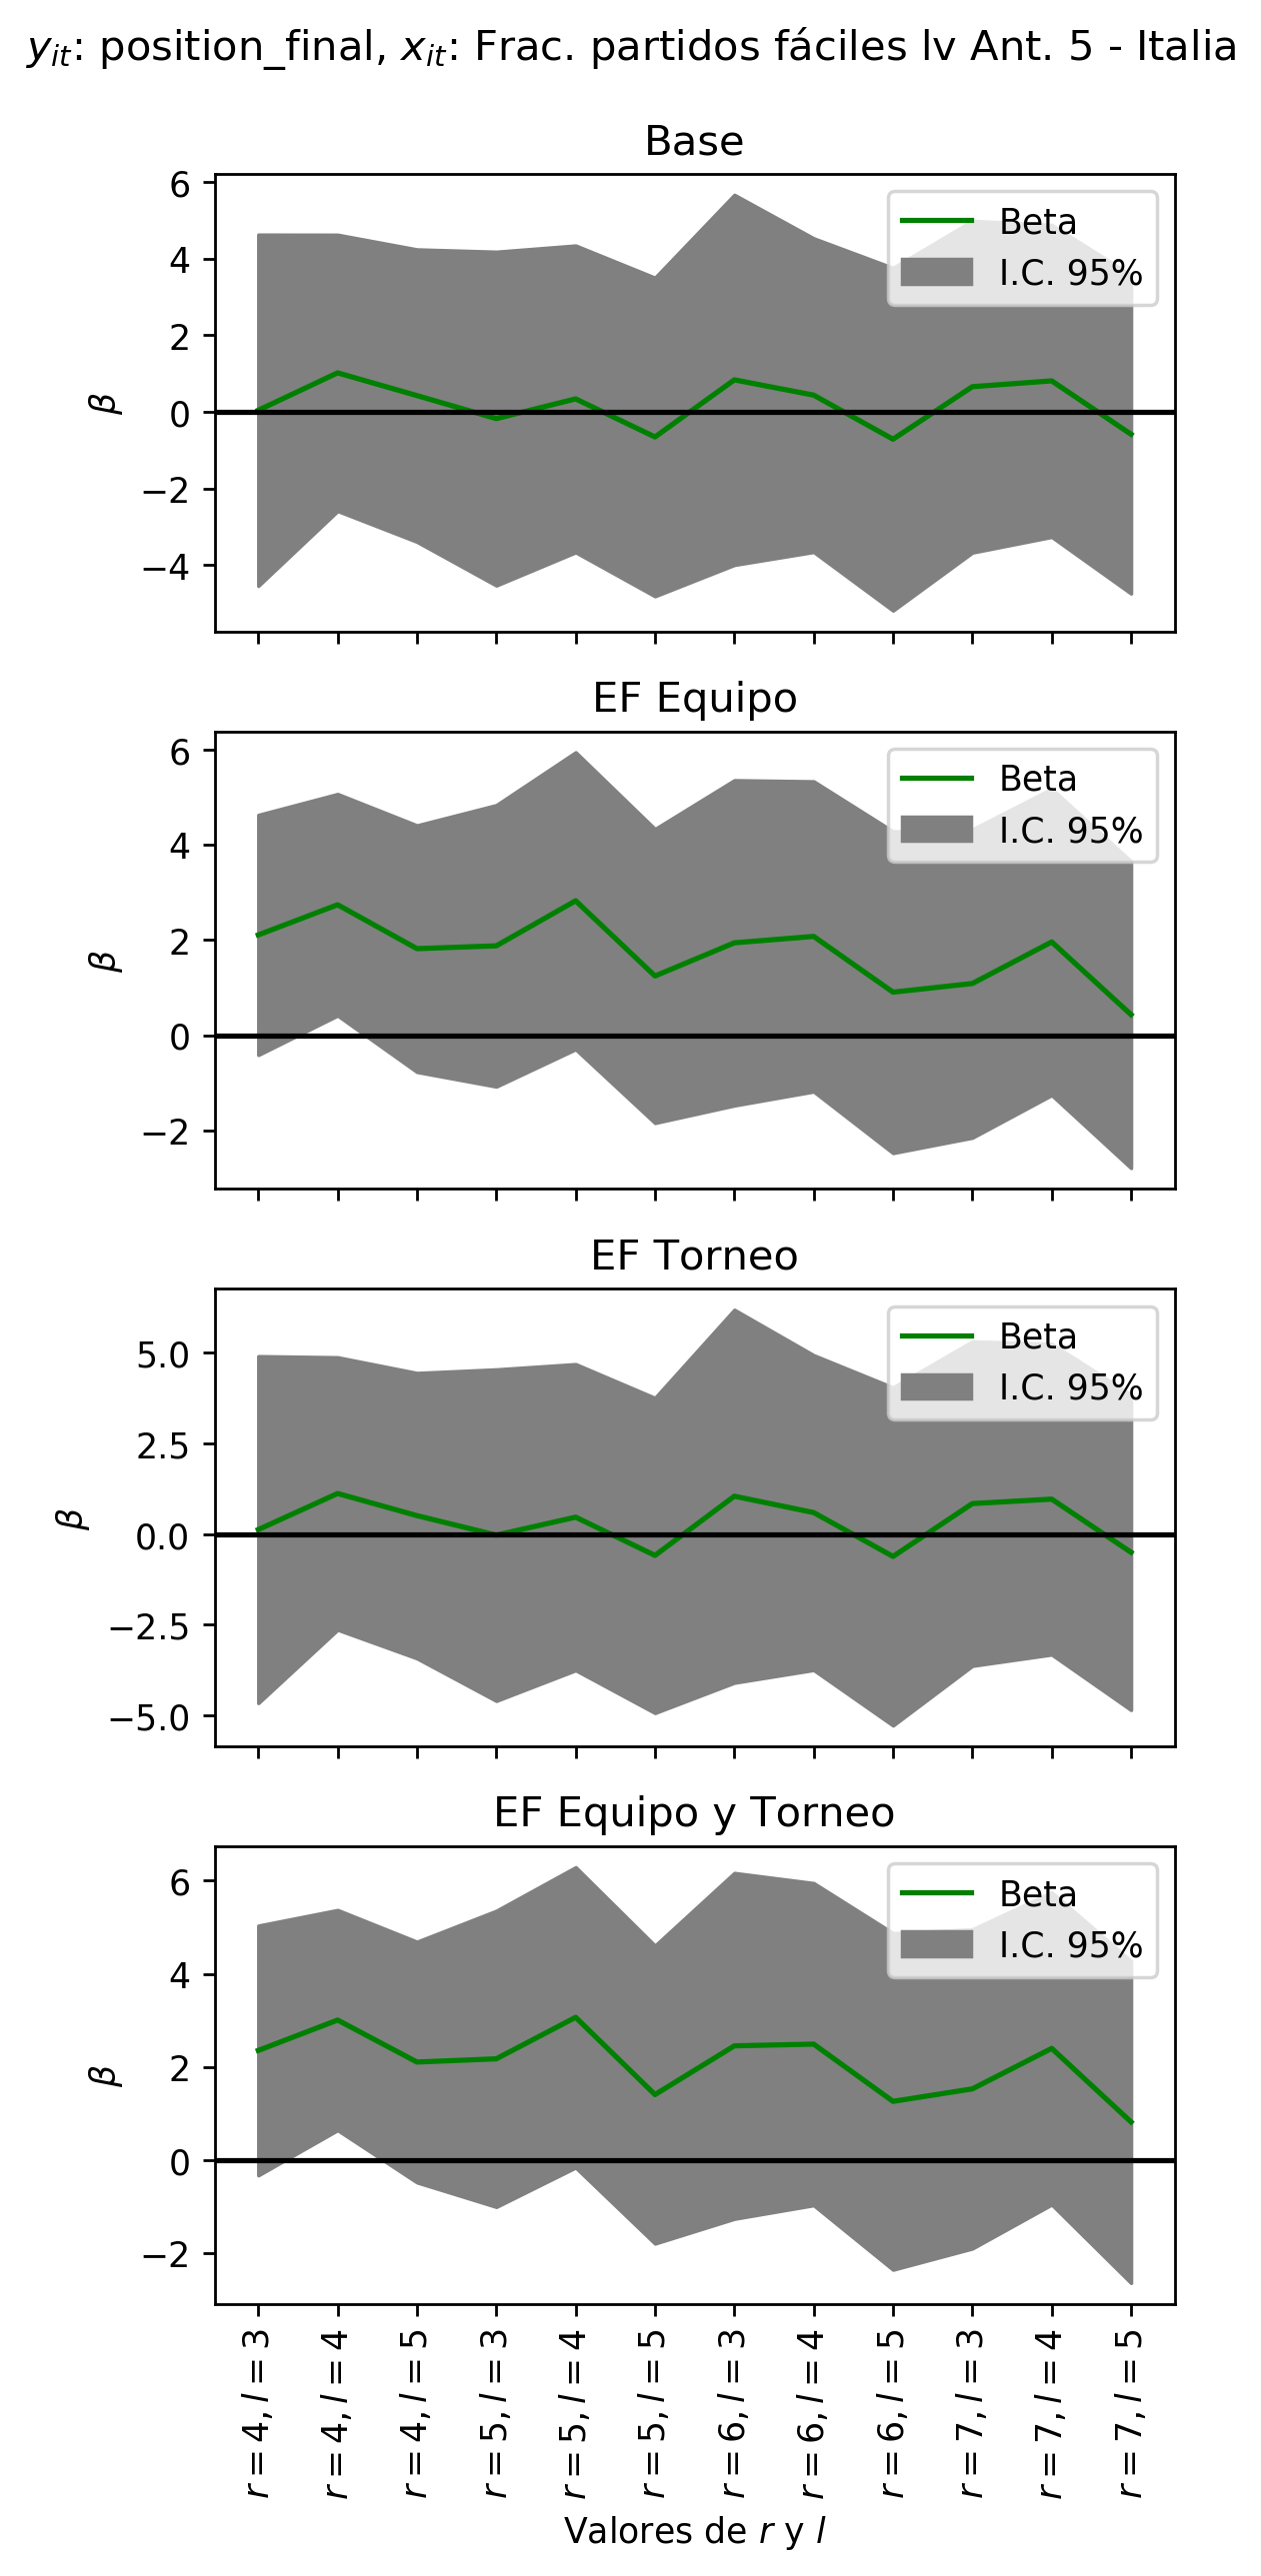 y_{it}: position_final, x_{it}: Frac. partidos fáciles lv Ant. 5 - Italia
Base
6
4
2
0
−2
−4
β
Beta
I.C. 95%
EF Equipo
6
4
2
0
−2
β
Beta
I.C. 95%
EF Torneo
5.0
2.5
0.0
−2.5
−5.0
β
Beta
I.C. 95%
EF Equipo y Torneo
6
4
2
0
−2
β
Beta
I.C. 95%
r = 4, l = 3
r = 4, l = 4
r = 4, l = 5
r = 5, l = 3
r = 5, l = 4
r = 5, l = 5
r = 6, l = 3
r = 6, l = 4
r = 6, l = 5
r = 7, l = 3
r = 7, l = 4
r = 7, l = 5
Valores de r y l